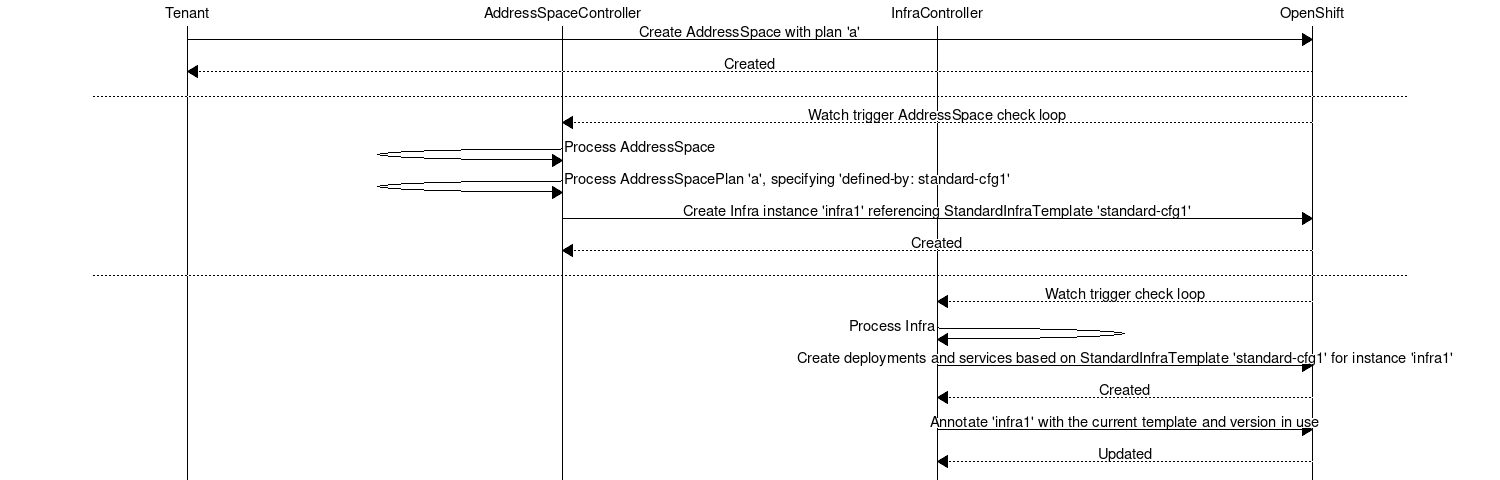 Tenant AddressSpaceController InfraController OpenShift
Create AddressSpace with plan 'a'
Created
Watch trigger AddressSpace check loop
Process AddressSpace
Process AddressSpacePlan 'a', specifying 'defined-by: standard-cfg1'
Create Infra instance 'infra1' referencing StandardInfraTemplate 'standard-cfg1'
Created
Watch trigger check loop
Process Infra
Create deployments and services based on StandardInfraTemplate 'standard-cfg1' for instance 'infra1'
Created
Annotate 'infra1' with the current template and version in use
Updated